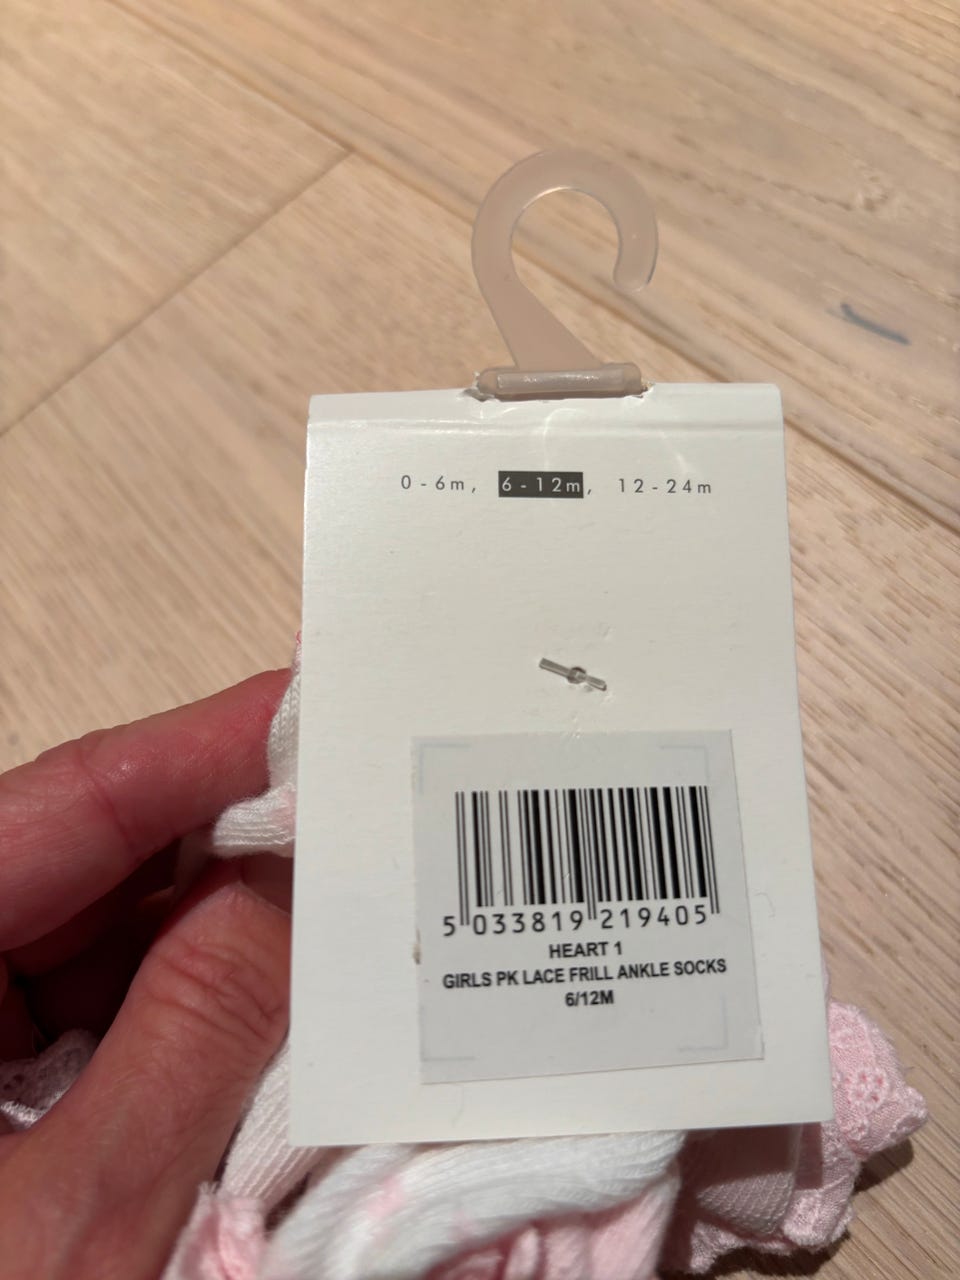 0-6m, 6-12m, 12-24m
5 033819 219405
HEART 1
GIRLS PK LACE FRILL ANKLE SOCKS
6/12M